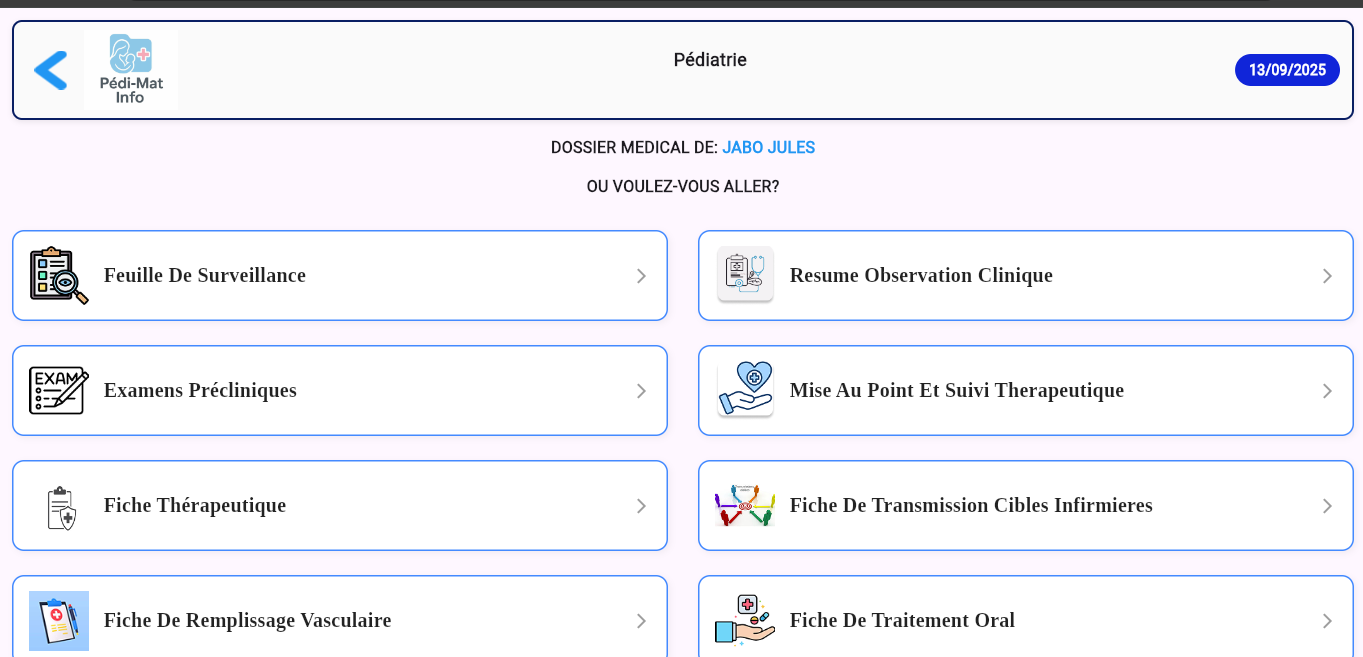 Pédi-Mat
Info
Pédiatrie
13/09/2025
DOSSIER MEDICAL DE: JABO JULES
OU VOULEZ-VOUS ALLER?
Feuille De Surveillance
Resume Observation Clinique
EXAM
Examens Précliniques
Mise Au Point Et Suivi Therapeutique
Fiche Thérapeutique
Fiche De Transmission Cibles Infirmieres
Fiche De Remplissage Vasculaire
Fiche De Traitement Oral